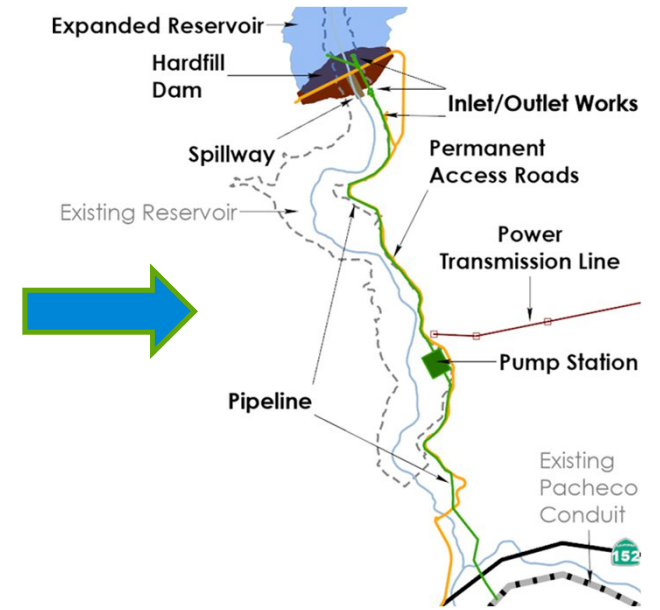 Expanded Reservoir
Hardfill
Dam
Inlet/Outlet Works
Spillway
Permanent
Access Roads
Existing Reservoir
Power
Transmission Line
Pump Station
Pipeline
Existing
Pacheco
Conduit
152